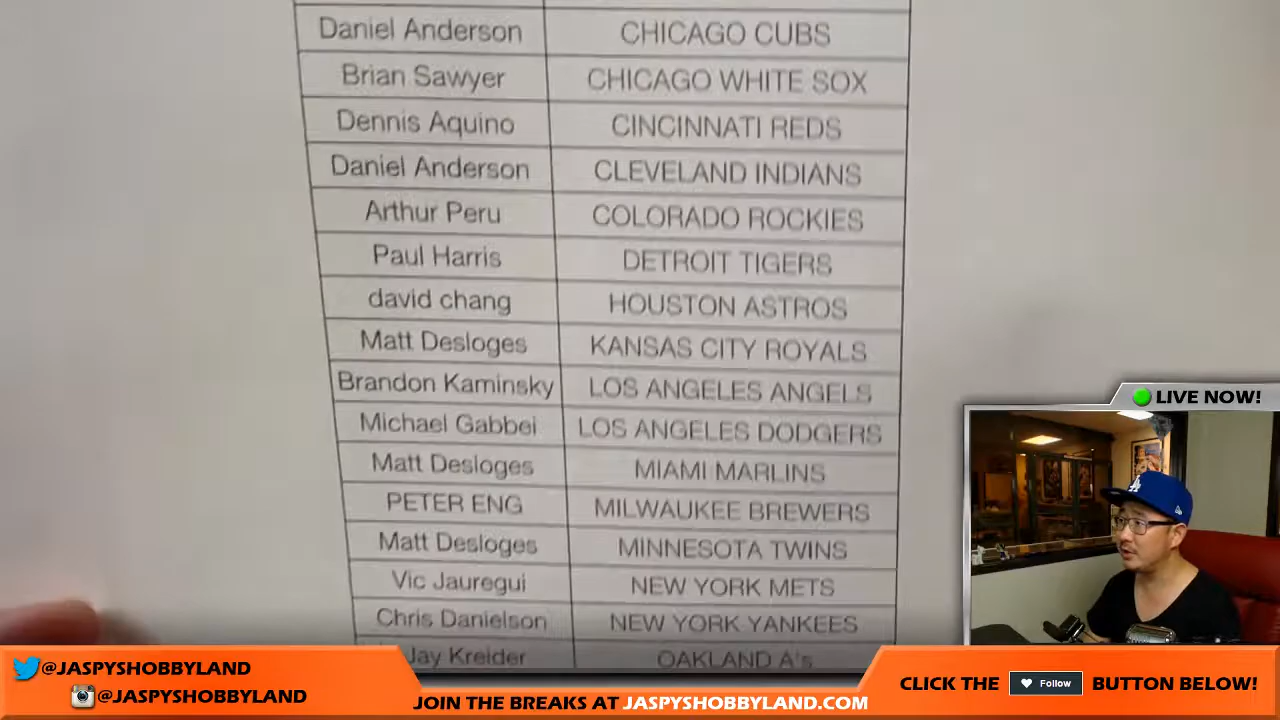 Daniel Anderson CHICAGO CUBS
Brian Sawyer CHICAGO WHITE SOX
Dennis Aquino CINCINNATI REDS
Daniel Anderson CLEVELAND INDIANS
Arthur Peru COLORADO ROCKIES
Paul Harris DETROIT TIGERS
david chang HOUSTON ASTROS
Matt Desloges KANSAS CITY ROYALS
Brandon Kaminsky LOS ANGELES ANGELS
Michael Gabbei LOS ANGELES DODGERS
Matt Desloges MIAMI MARLINS
PETER ENG MILWAUKEE BREWERS
Matt Desloges MINNESOTA TWINS
Vic Jauregui NEW YORK METS
Chris Danielson NEW YORK YANKEES
Jay Kreider OAKLAND A's
LIVE NOW!
LA
@JASPYSHOBBYLAND
@JASPYSHOBBYLAND
JOIN THE BREAKS AT JASPYSHOBBYLAND.COM
CLICK THE Follow BUTTON BELOW!